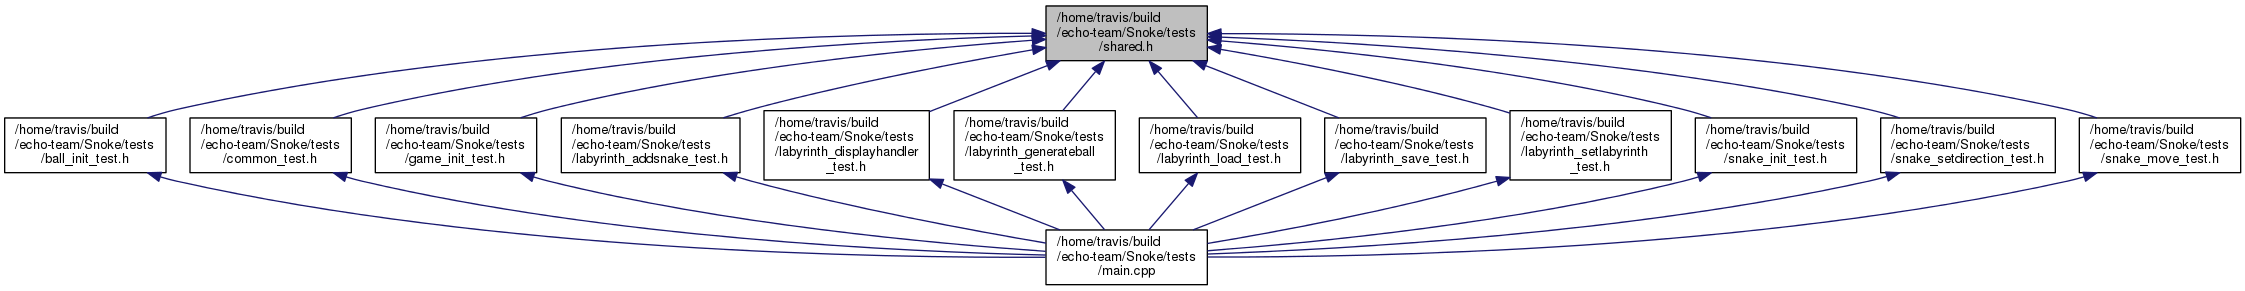 /home/travis/build
/echo-team/Snoke/tests
/shared.h
/home/travis/build
/echo-team/Snoke/tests
/ball_init_test.h
/home/travis/build
/echo-team/Snoke/tests
/common_test.h
/home/travis/build
/echo-team/Snoke/tests
/game_init_test.h
/home/travis/build
/echo-team/Snoke/tests
/labyrinth_addsnake_test.h
/home/travis/build
/echo-team/Snoke/tests
/labyrinth_displayhandler
_test.h
/home/travis/build
/echo-team/Snoke/tests
/labyrinth_generateball
_test.h
/home/travis/build
/echo-team/Snoke/tests
/labyrinth_load_test.h
/home/travis/build
/echo-team/Snoke/tests
/labyrinth_save_test.h
/home/travis/build
/echo-team/Snoke/tests
/labyrinth_setlabyrinth
_test.h
/home/travis/build
/echo-team/Snoke/tests
/snake_init_test.h
/home/travis/build
/echo-team/Snoke/tests
/snake_setdirection_test.h
/home/travis/build
/echo-team/Snoke/tests
/snake_move_test.h
/home/travis/build
/echo-team/Snoke/tests
/main.cpp